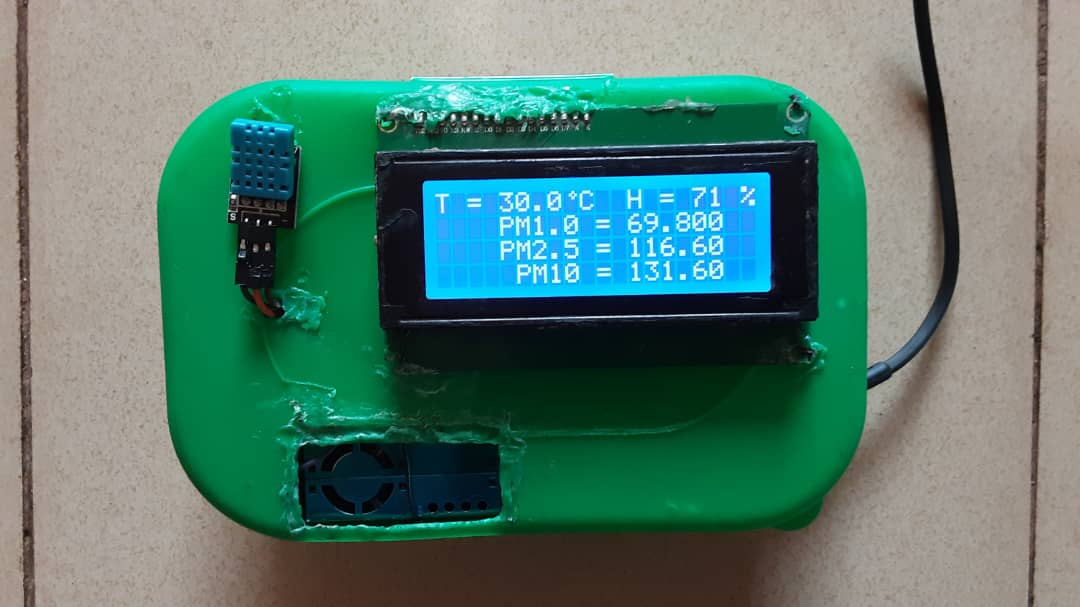 T = 30.0°C H = 71 %
PM1.0 = 69.800
PM2.5 = 116.60
PM10 = 131.60
S